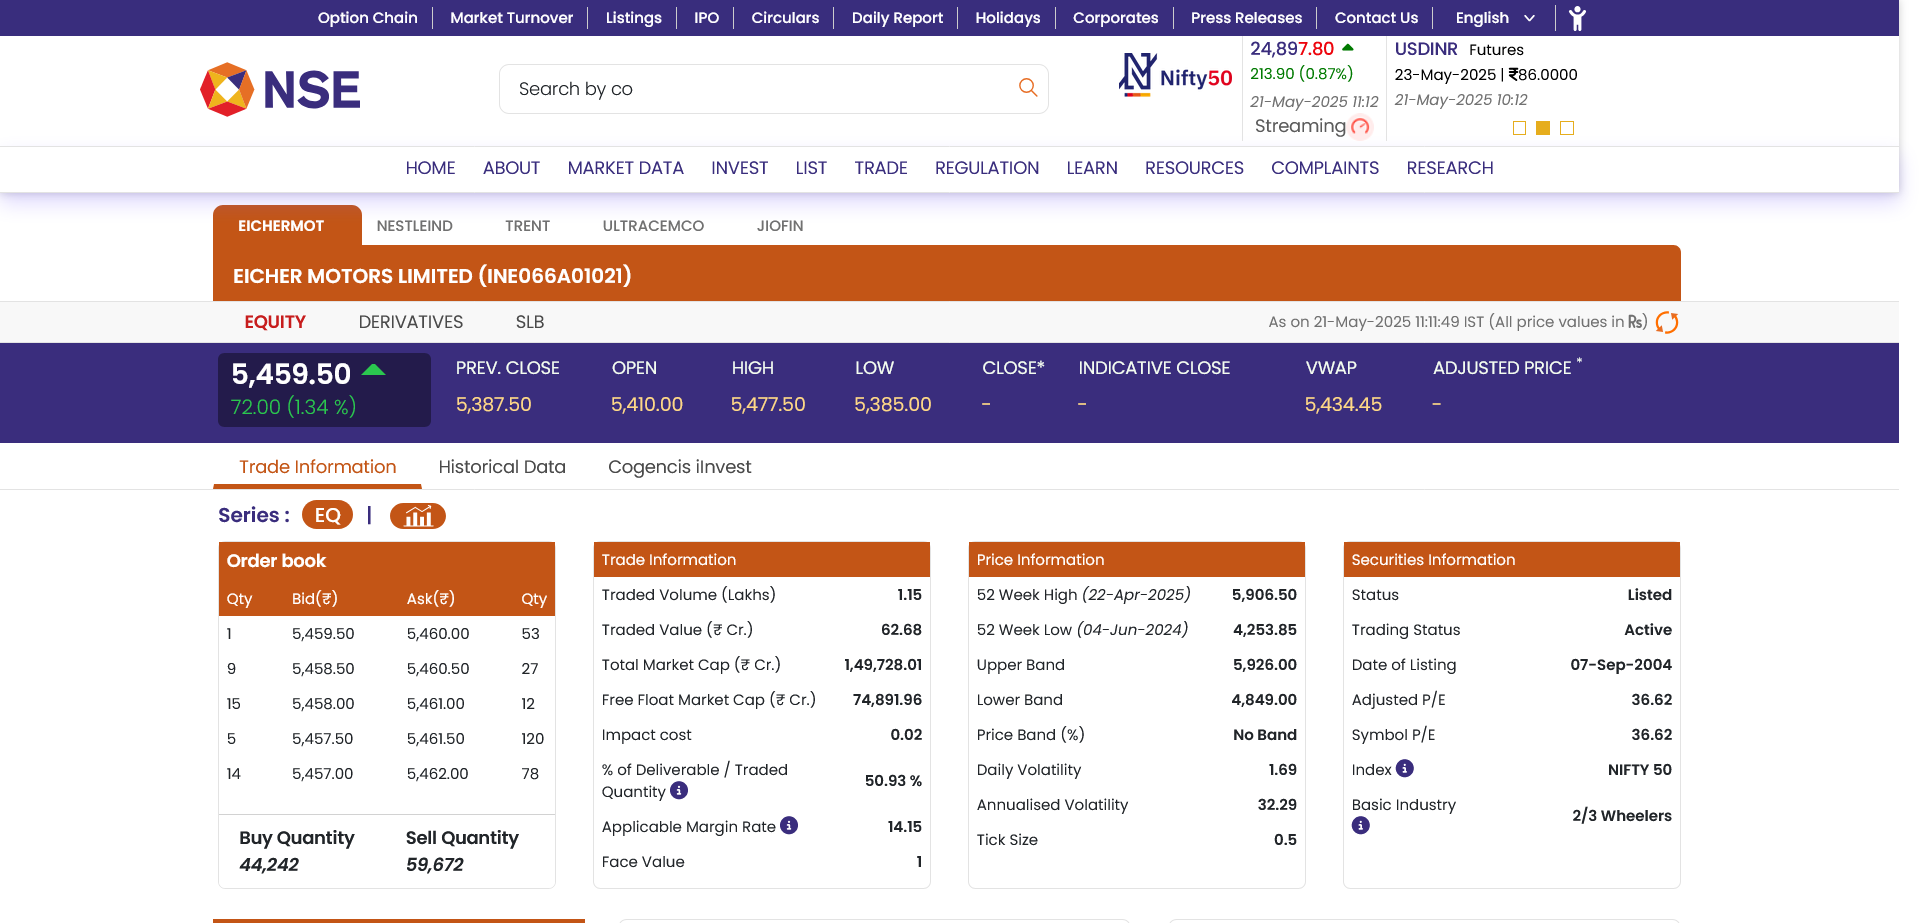 Option Chain | Market Turnover | Listings | IPO | Circulars | Daily Report | Holidays | Corporates | Press Releases | Contact Us | English
NSE
Search by co
Nifty50
24,897.80
213.90 (0.87%)
21-May-2025 11:12
Streaming
USDINR Futures
23-May-2025 | ₹86.0000
21-May-2025 10:12
HOME ABOUT MARKET DATA INVEST LIST TRADE REGULATION LEARN RESOURCES COMPLAINTS RESEARCH
EICHERMOT NESTLEIND TRENT ULTRACEMCO JIOFIN
EICHER MOTORS LIMITED (INE066A01021)
EQUITY DERIVATIVES SLB As on 21-May-2025 11:11:49 IST (All price values in ₨)
5,459.50
72.00 (1.34 %)
PREV. CLOSE OPEN HIGH LOW CLOSE* INDICATIVE CLOSE VWAP ADJUSTED PRICE *
5,387.50 5,410.00 5,477.50 5,385.00 - - 5,434.45 -
Trade Information Historical Data Cogencis iInvest
Series : EQ |
Order book
Qty Bid(₹) Ask(₹) Qty
1 5,459.50 5,460.00 53
9 5,458.50 5,460.50 27
15 5,458.00 5,461.00 12
5 5,457.50 5,461.50 120
14 5,457.00 5,462.00 78
Buy Quantity Sell Quantity
44,242 59,672
Trade Information
Traded Volume (Lakhs) 1.15
Traded Value (₹ Cr.) 62.68
Total Market Cap (₹ Cr.) 1,49,728.01
Free Float Market Cap (₹ Cr.) 74,891.96
Impact cost 0.02
% of Deliverable / Traded
Quantity 50.93 %
Applicable Margin Rate 14.15
Face Value 1
Price Information
52 Week High (22-Apr-2025) 5,906.50
52 Week Low (04-Jun-2024) 4,253.85
Upper Band 5,926.00
Lower Band 4,849.00
Price Band (%) No Band
Daily Volatility 1.69
Annualised Volatility 32.29
Tick Size 0.5
Securities Information
Status Listed
Trading Status Active
Date of Listing 07-Sep-2004
Adjusted P/E 36.62
Symbol P/E 36.62
Index NIFTY 50
Basic Industry 2/3 Wheelers